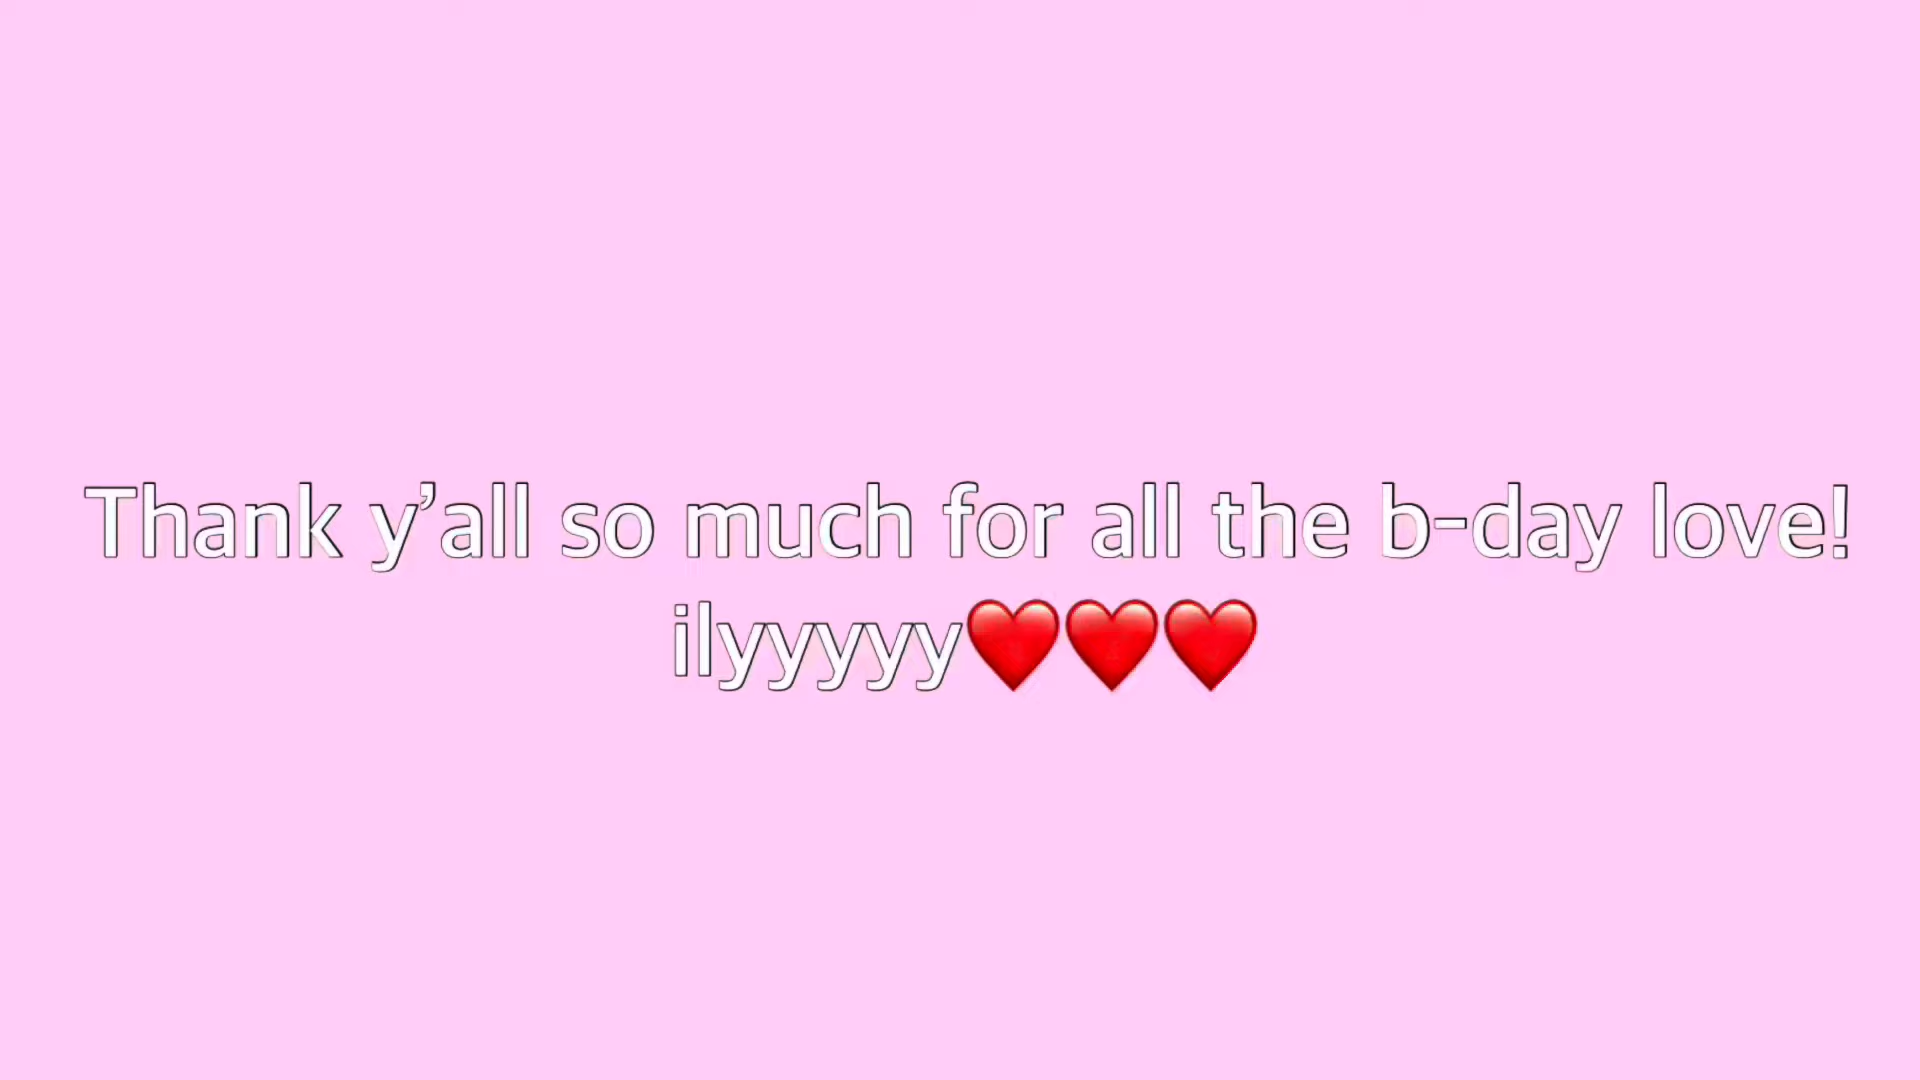 Thank y’all so much for all the b-day love!
ilyyyyy❤️❤️❤️